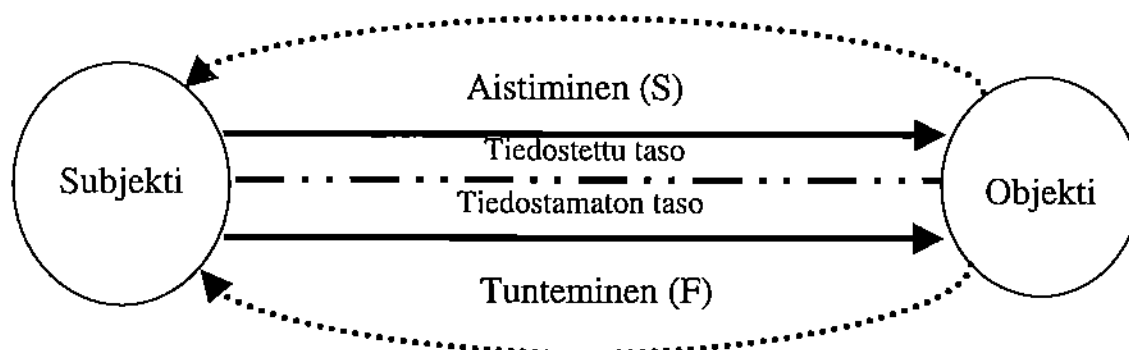 Aistiminen (S)
Tiedostettu taso
Subjekti
Objekti
Tiedostamaton taso
Tunteminen (F)